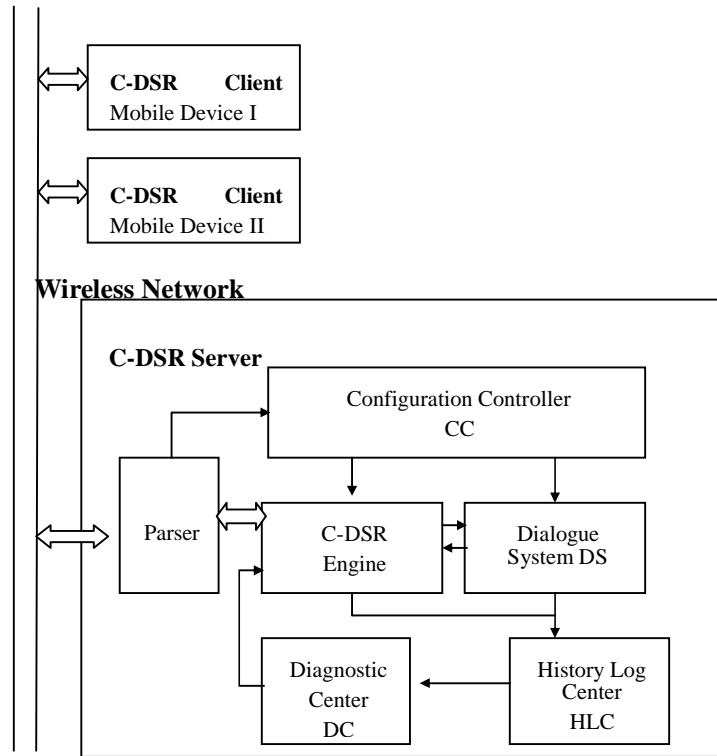 C-DSR Client
Mobile Device I
C-DSR Client
Mobile Device II
Wireless Network
C-DSR Server
Configuration Controller
CC
Parser
C-DSR
Engine
Dialogue
System DS
Diagnostic
Center
DC
History Log
Center
HLC